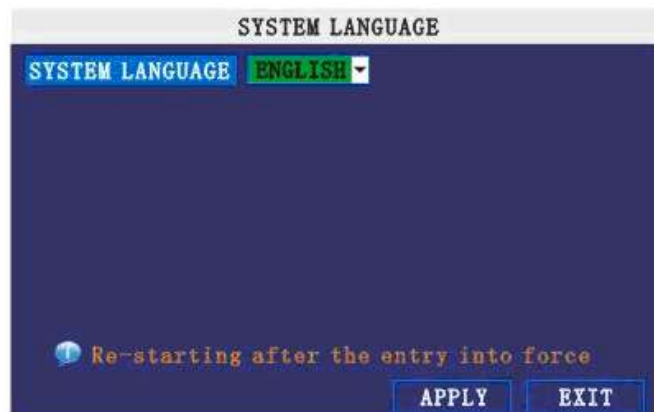 SYSTEM LANGUAGE
SYSTEM LANGUAGE ENGLISH
Re-starting after the entry into force
APPLY EXIT